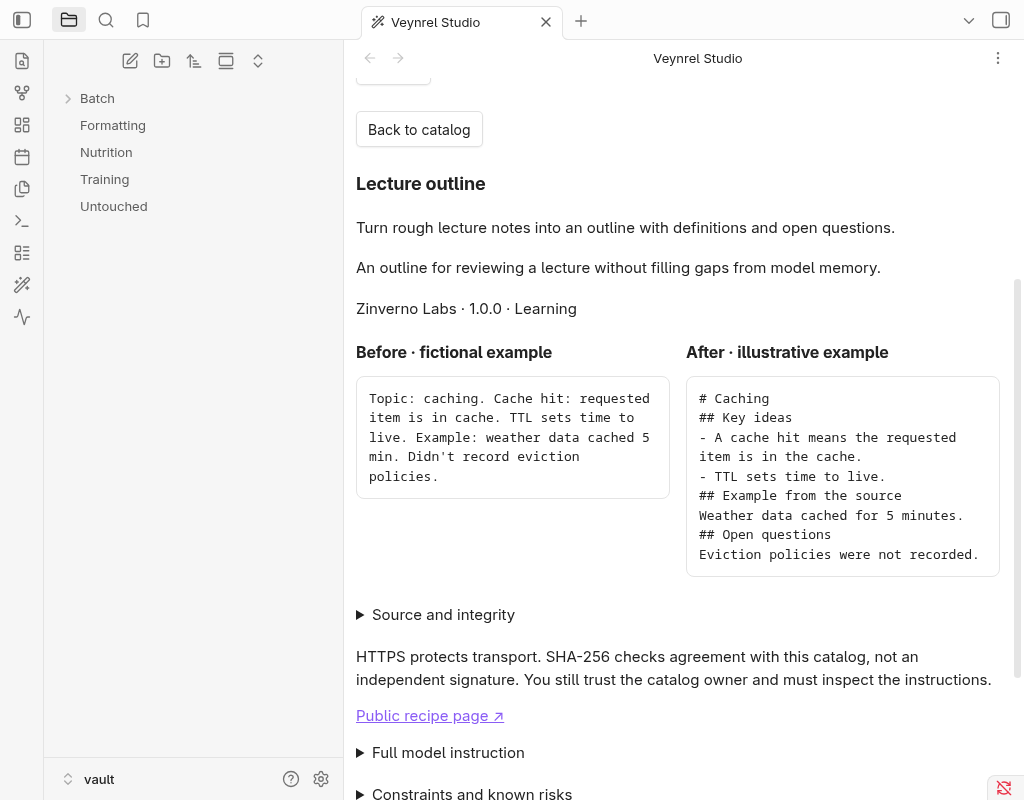 Veynrel Studio
Veynrel Studio
Batch
Formatting
Nutrition
Training
Untouched
Back to catalog
Lecture outline
Turn rough lecture notes into an outline with definitions and open questions.
An outline for reviewing a lecture without filling gaps from model memory.
Zinverno Labs · 1.0.0 · Learning
Before · fictional example
Topic: caching. Cache hit: requested
item is in cache. TTL sets time to
live. Example: weather data cached 5
min. Didn't record eviction
policies.
After · illustrative example
# Caching
## Key ideas
- A cache hit means the requested
item is in the cache.
- TTL sets time to live.
## Example from the source
Weather data cached for 5 minutes.
## Open questions
Eviction policies were not recorded.
Source and integrity
HTTPS protects transport. SHA-256 checks agreement with this catalog, not an
independent signature. You still trust the catalog owner and must inspect the instructions.
Public recipe page ↗
Full model instruction
Constraints and known risks
vault